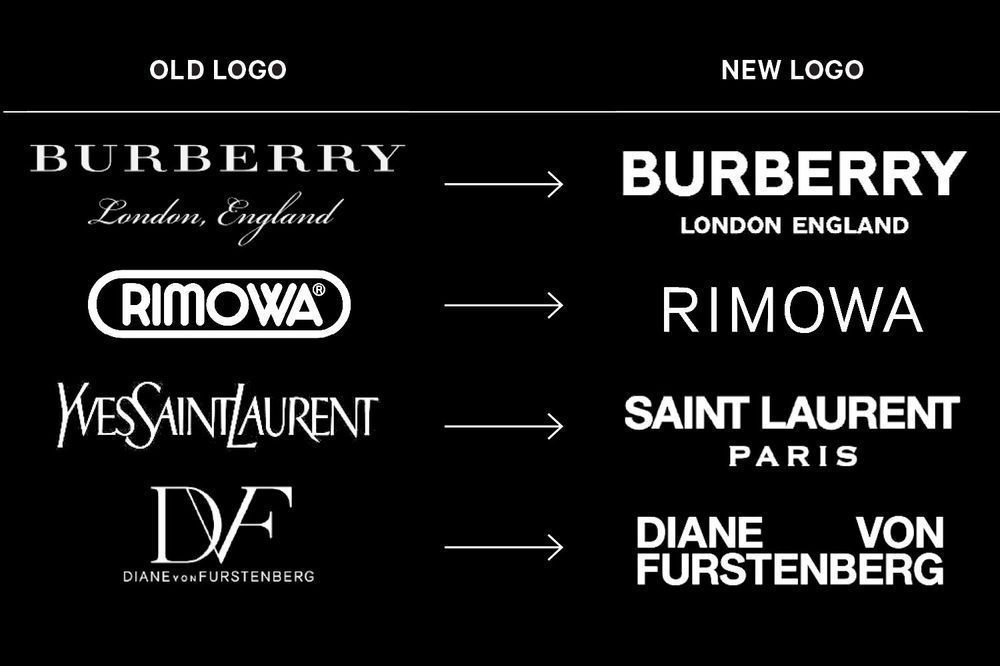 OLD LOGO
NEW LOGO
BURBERRY
London, England
BURBERRY
LONDON ENGLAND
RIMOWA®
RIMOWA
YVESSAINTLAURENT
SAINT LAURENT
PARIS
DVF
DIANEVONFURSTENBERG
DIANE VON
FURSTENBERG